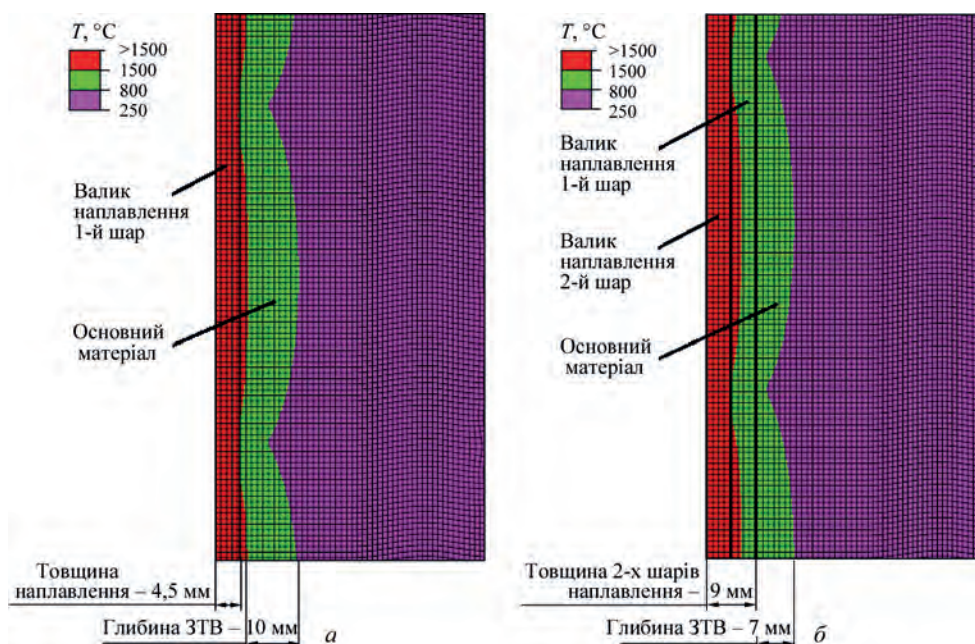 T, °C
>1500
1500
800
250
Валик
наплавлення
1-й шар
Основний
матеріал
Товщина
наплавлення – 4,5 мм
Глибина ЗТВ – 10 мм
а
T, °C
>1500
1500
800
250
Валик
наплавлення
1-й шар
Валик
наплавлення
2-й шар
Основний
матеріал
Товщина 2-х шарів
наплавлення – 9 мм
Глибина ЗТВ – 7 мм
б